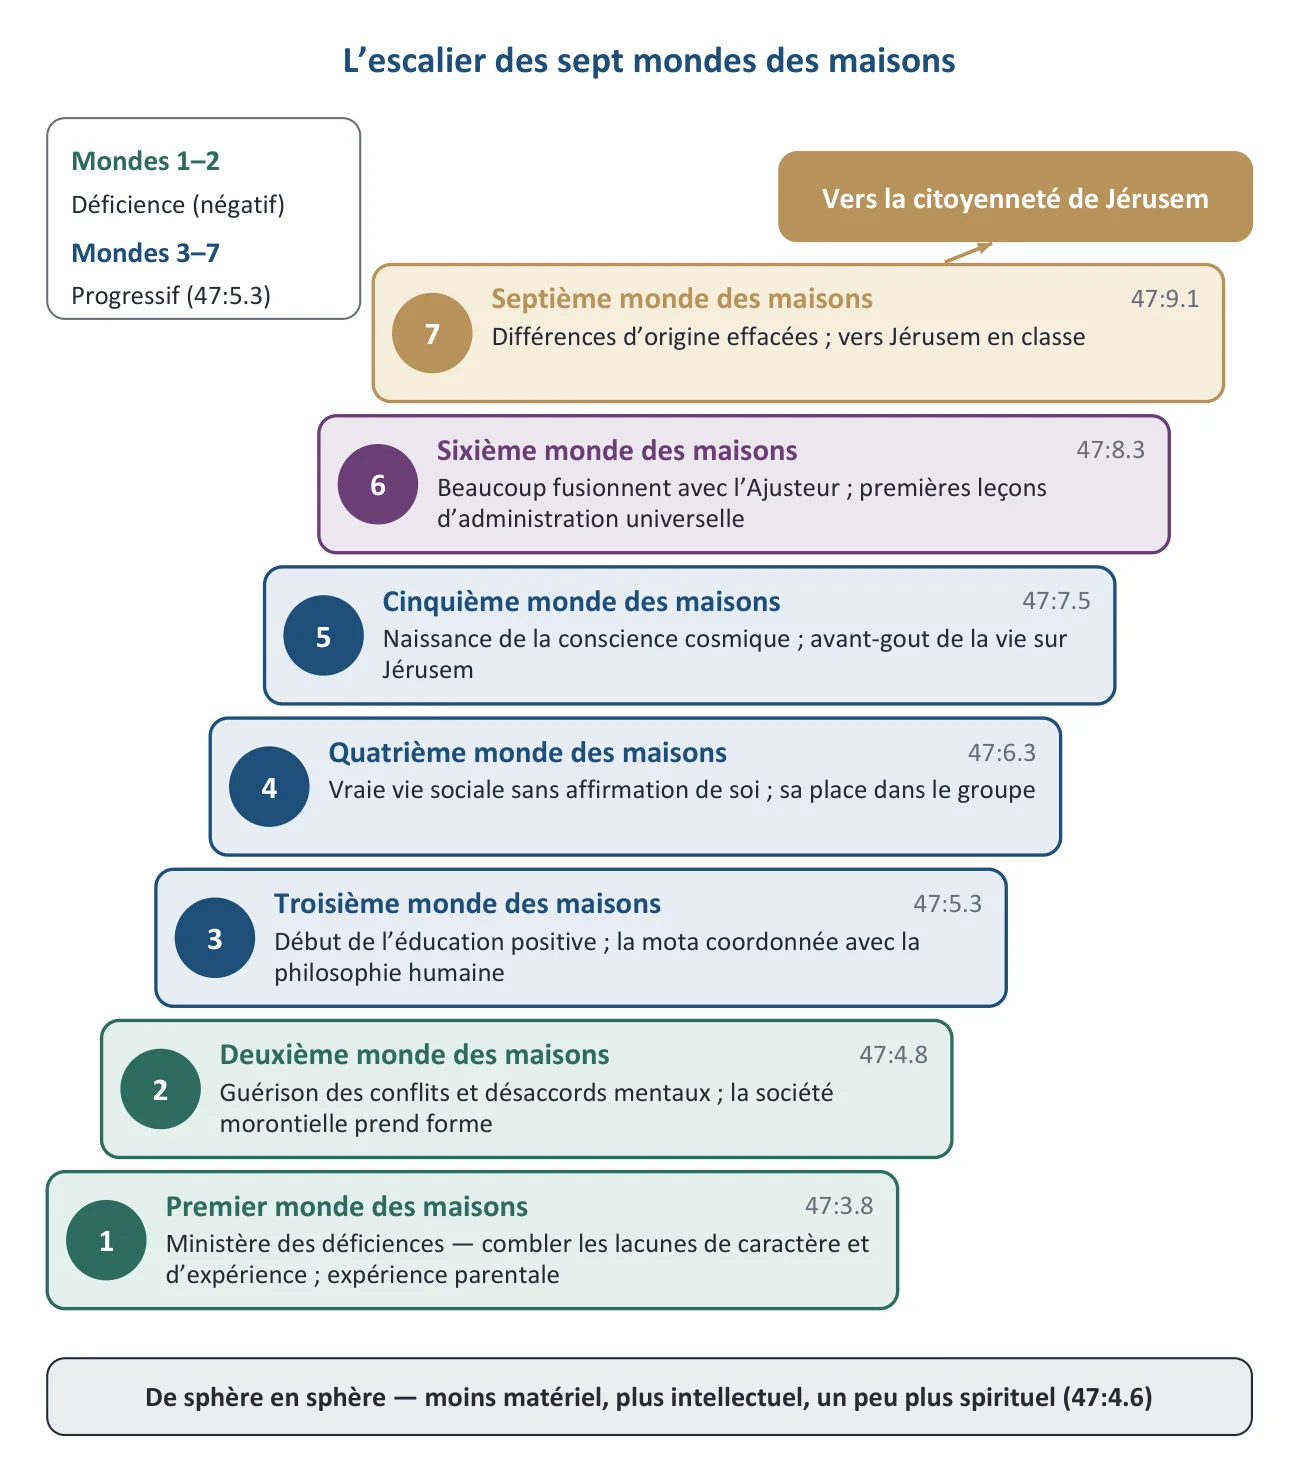 L’escalier des sept mondes des maisons
Mondes 1–2
Déficience (négatif)
Mondes 3–7
Progressif (47:5.3)
Vers la citoyenneté de Jérusem
7
Septième monde des maisons
47:9.1
Différences d’origine effacées ; vers Jérusem en classe
6
Sixième monde des maisons
47:8.3
Beaucoup fusionnent avec l’Ajusteur ; premières leçons
d’administration universelle
5
Cinquième monde des maisons
47:7.5
Naissance de la conscience cosmique ; avant-gout de la vie sur
Jérusem
4
Quatrième monde des maisons
47:6.3
Vraie vie sociale sans affirmation de soi ; sa place dans le groupe
3
Troisième monde des maisons
47:5.3
Début de l’éducation positive ; la mota coordonnée avec la
philosophie humaine
2
Deuxième monde des maisons
47:4.8
Guérison des conflits et désaccords mentaux ; la société
morontielle prend forme
1
Premier monde des maisons
47:3.8
Ministère des déficiences — combler les lacunes de caractère et
d’expérience ; expérience parentale
De sphère en sphère — moins matériel, plus intellectuel, un peu plus spirituel (47:4.6)